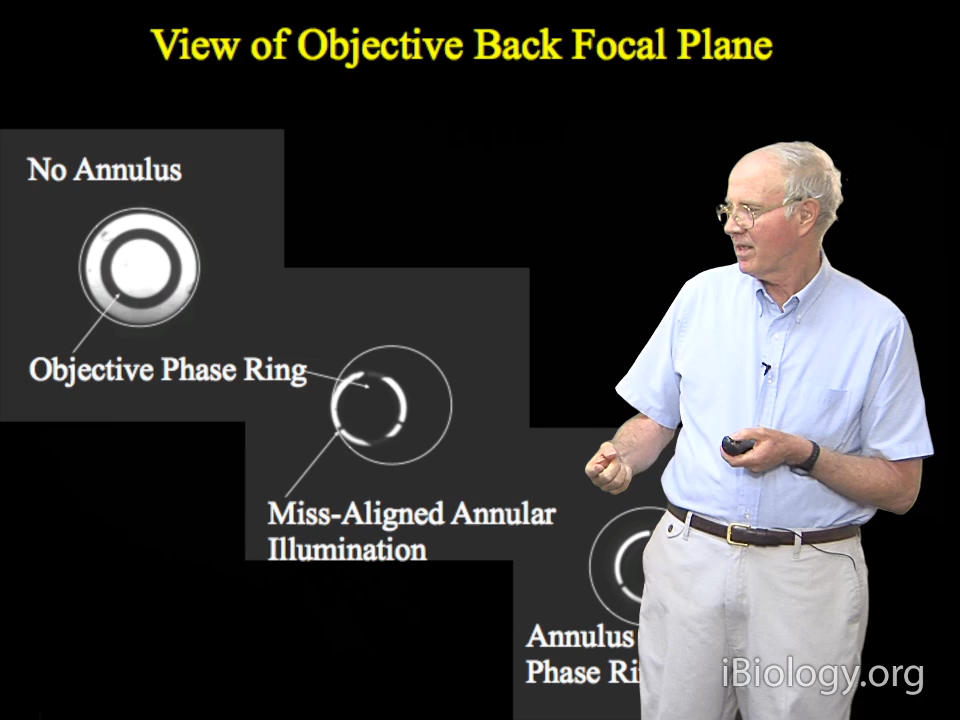 View of Objective Back Focal Plane
No Annulus
Objective Phase Ring
Miss-Aligned Annular
Illumination
Annulus
Phase
iBiology.org